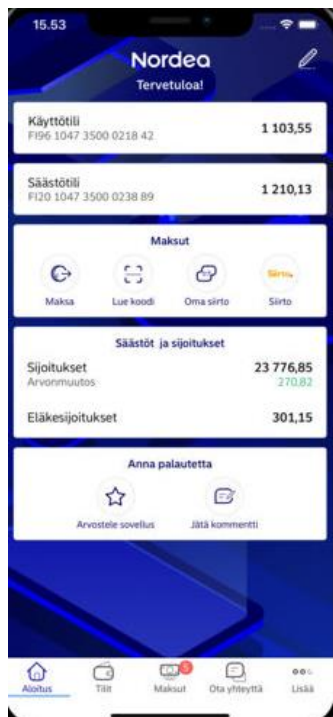 15.53
Nordea
Tervetuloa!
Käyttötili
FI96 1047 3500 0218 42
1 103,55
Säästötili
FI20 1047 3500 0238 89
1 210,13
Maksut
Maksa
Lue koodi
Oma siirto
Siirto
Siirto
Säästöt ja sijoitukset
Sijoitukset
23 776,85
Arvonmuutos
270,82
Eläkesijoitukset
301,15
Anna palautetta
Arvostele sovellus
Jätä kommentti
5
Aloitus
Tilit
Maksut
Ota yhteyttä
Lisää